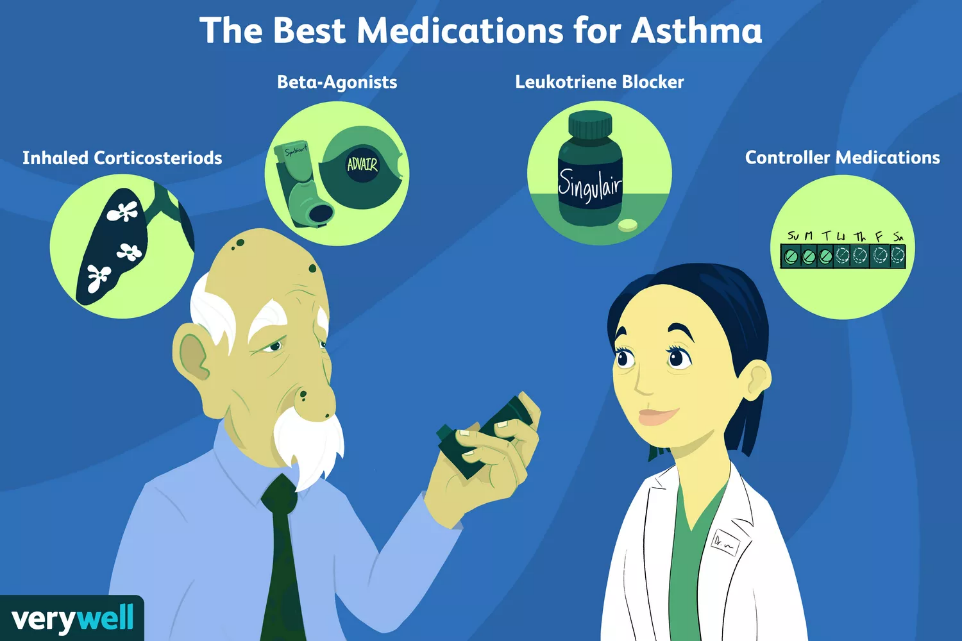 The Best Medications for Asthma
Beta-Agonists
Leukotriene Blocker
Inhaled Corticosteriods
Controller Medications
ADVAIR
Singulair
Su M T W Th F Sa
Dr.
verywell